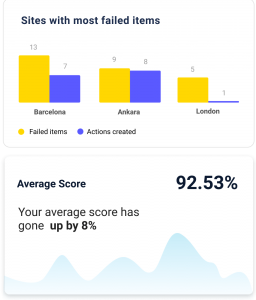 Sites with most failed items
13
7
9
8
5
1
Barcelona Ankara London
Failed items Actions created
Average Score 92.53%
Your average score has
gone up by 8%